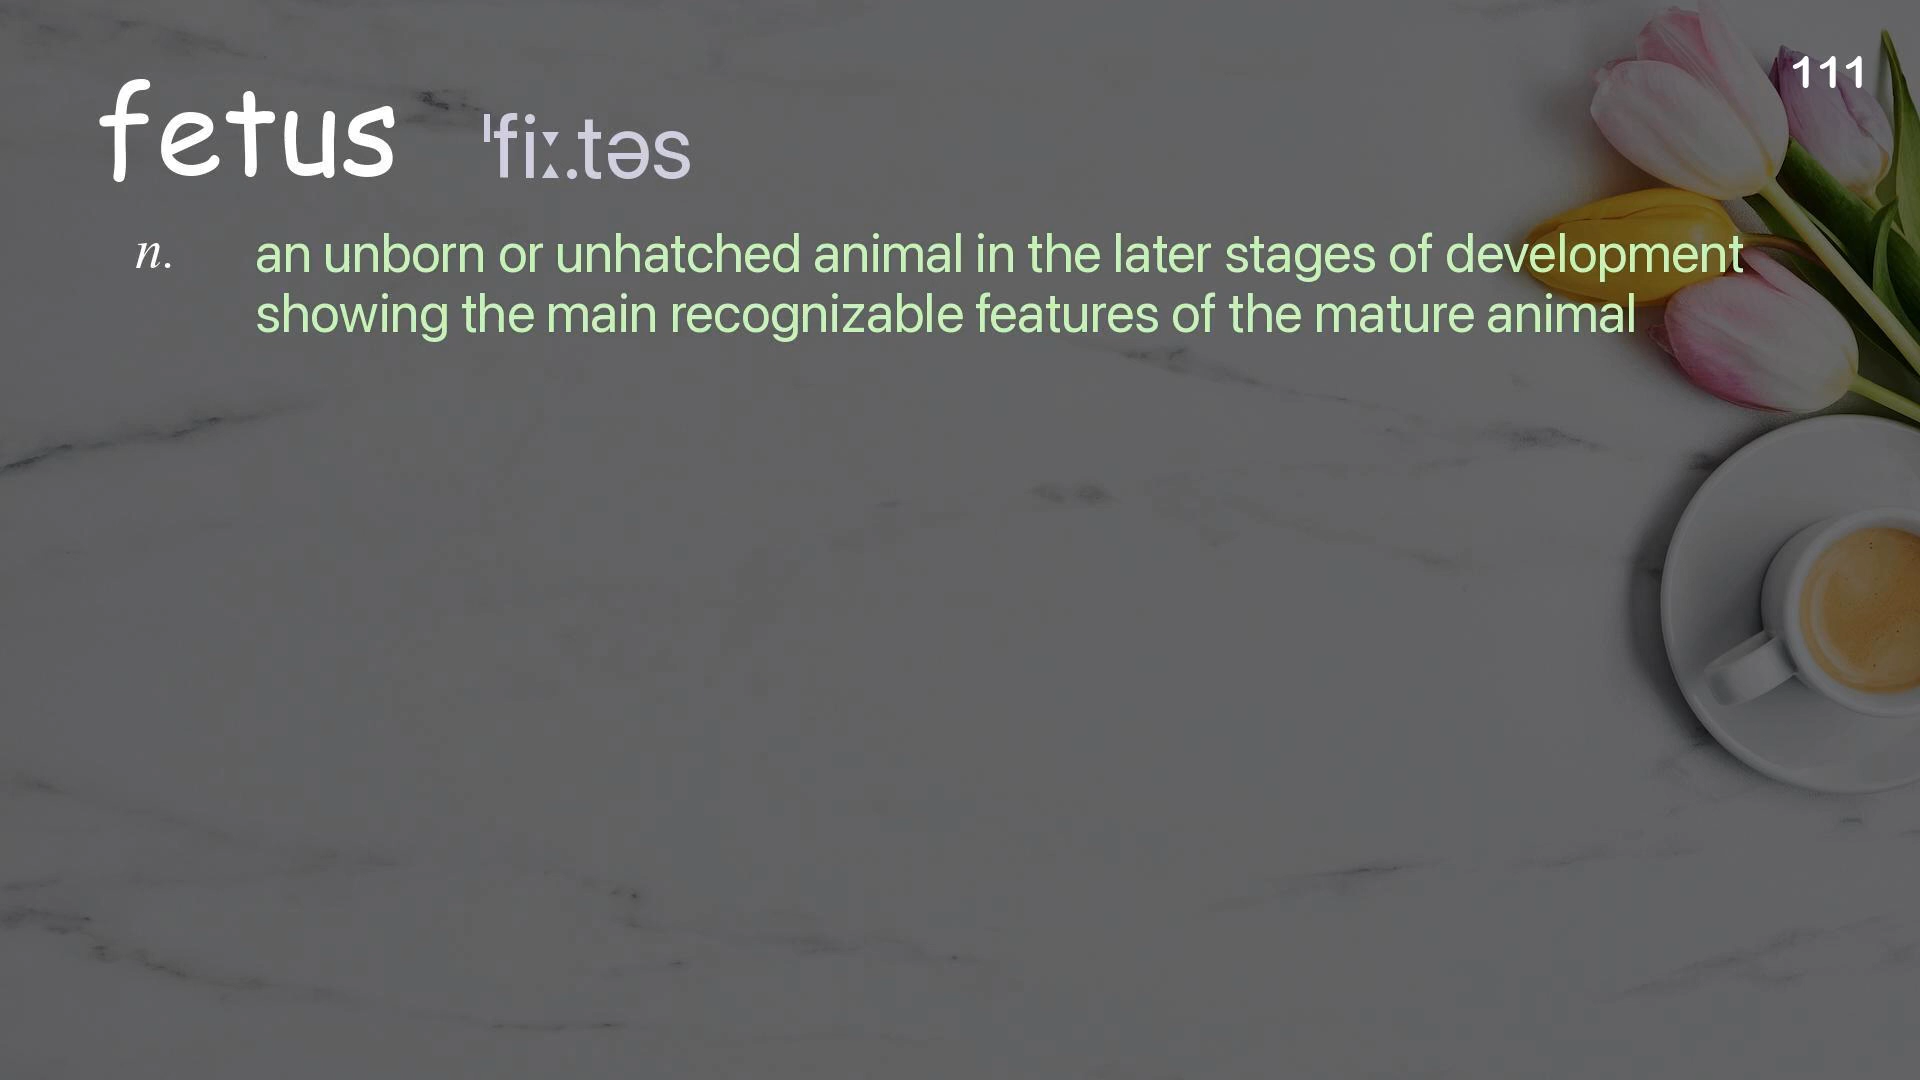 111
fetus ˈfiː.təs
n. an unborn or unhatched animal in the later stages of development
showing the main recognizable features of the mature animal